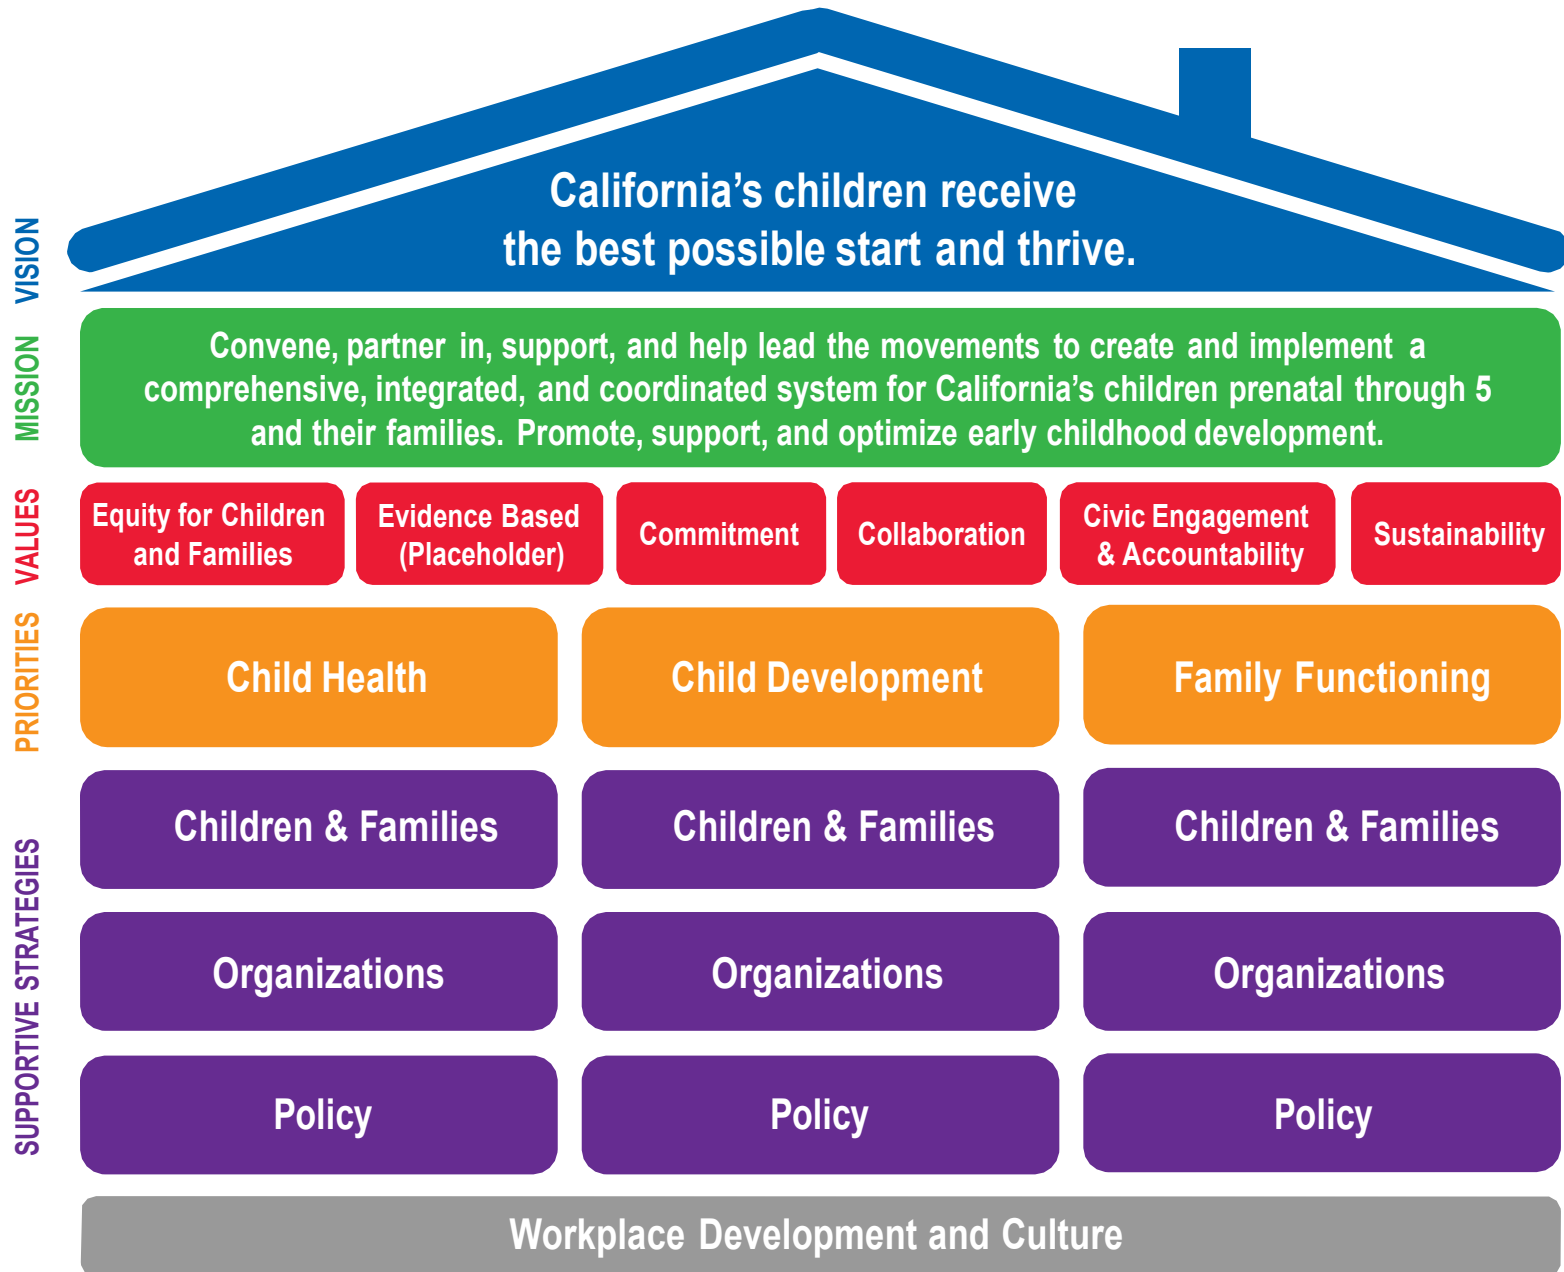 California’s children receive
the best possible start and thrive.
VISION
Convene, partner in, support, and help lead the movements to create and implement a
comprehensive, integrated, and coordinated system for California’s children prenatal through 5
and their families. Promote, support, and optimize early childhood development.
MISSION
VALUES
Equity for Children
and Families
Evidence Based
(Placeholder)
Commitment
Collaboration
Civic Engagement
& Accountability
Sustainability
PRIORITIES
Child Health
Child Development
Family Functioning
SUPPORTIVE STRATEGIES
Children & Families
Children & Families
Children & Families
Organizations
Organizations
Organizations
Policy
Policy
Policy
Workplace Development and Culture